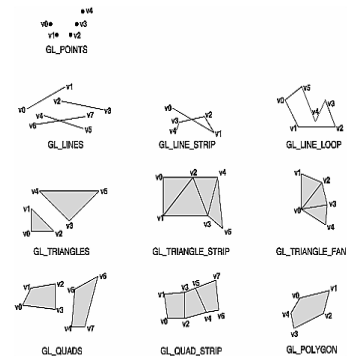 v4
v0 v3
v1 v2
GL_POINTS
v1
v0 v2 v3
v4 v7
v6 v5
GL_LINES
v0 v2
v3
v4 v1
GL_LINE_STRIP
v5
v0 v3
v4
v1 v2
GL_LINE_LOOP
v4 v5
v1
v3
v0 v2
GL_TRIANGLES
v0 v2 v4
v1 v3
v5
GL_TRIANGLE_STRIP
v1
v2
v3
v0
v4
GL_TRIANGLE_FAN
v6
v1 v2 v5
v0 v3
v4 v7
GL_QUADS
v1 v3 v5 v7
v0 v2 v4 v6
GL_QUAD_STRIP
v0 v1
v4
v3 v2
GL_POLYGON